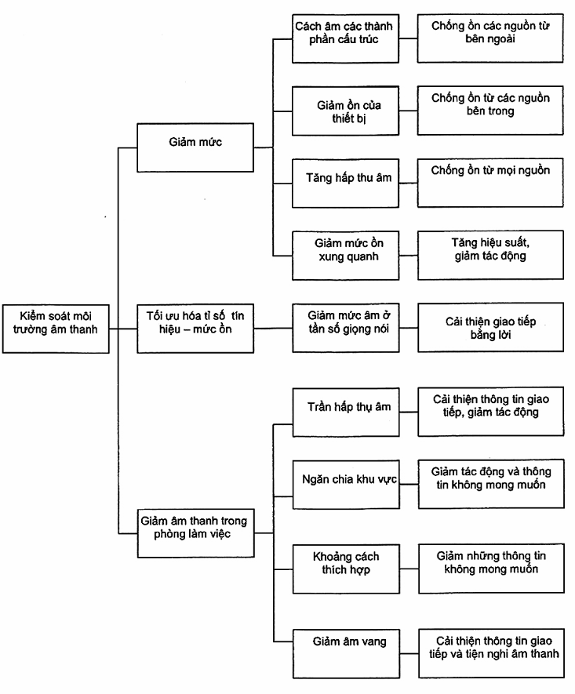 Cách âm các thành
phần cấu trúc
Chống ồn các nguồn từ
bên ngoài
Giảm ồn của
thiết bị
Chống ồn từ các nguồn
bên trong
Giảm mức
Tăng hấp thu âm
Chống ồn từ mọi nguồn
Giảm mức ồn
xung quanh
Tăng hiệu suất,
giảm tác động
Kiểm soát môi
trường âm thanh
Tối ưu hóa tỉ số tín
hiệu – mức ồn
Giảm mức âm ở
tần số giọng nói
Cải thiện giao tiếp
bằng lời
Trần hấp thụ âm
Cải thiện thông tin giao
tiếp, giảm tác động
Ngăn chia khu vực
Giảm tác động và thông
tin không mong muốn
Giảm âm thanh trong
phòng làm việc
Khoảng cách
thích hợp
Giảm những thông tin
không mong muốn
Giảm âm vang
Cải thiện thông tin giao
tiếp và tiện nghi âm thanh